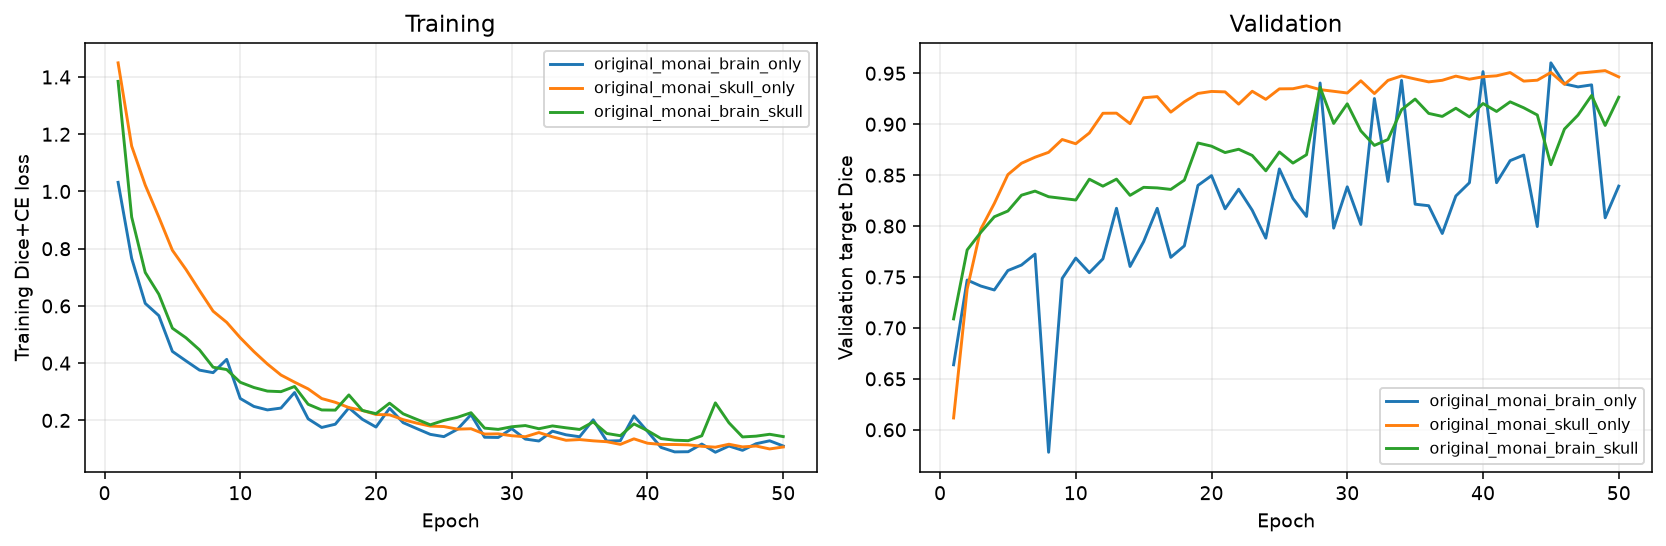 Training
Training Dice+CE loss
1.4
1.2
1.0
0.8
0.6
0.4
0.2
0
10
20
30
40
50
Epoch
original_monai_brain_only
original_monai_skull_only
original_monai_brain_skull
Validation
Validation target Dice
0.95
0.90
0.85
0.80
0.75
0.70
0.65
0.60
0
10
20
30
40
50
Epoch
original_monai_brain_only
original_monai_skull_only
original_monai_brain_skull